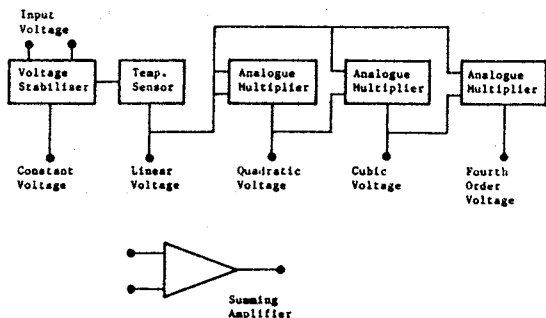 Input
Voltage
Voltage
Stabiliser
Temp.
Sensor
Analogue
Multiplier
Analogue
Multiplier
Analogue
Multiplier
Constant
Voltage
Linear
Voltage
Quadratic
Voltage
Cubic
Voltage
Fourth
Order
Voltage
Summing
Amplifier